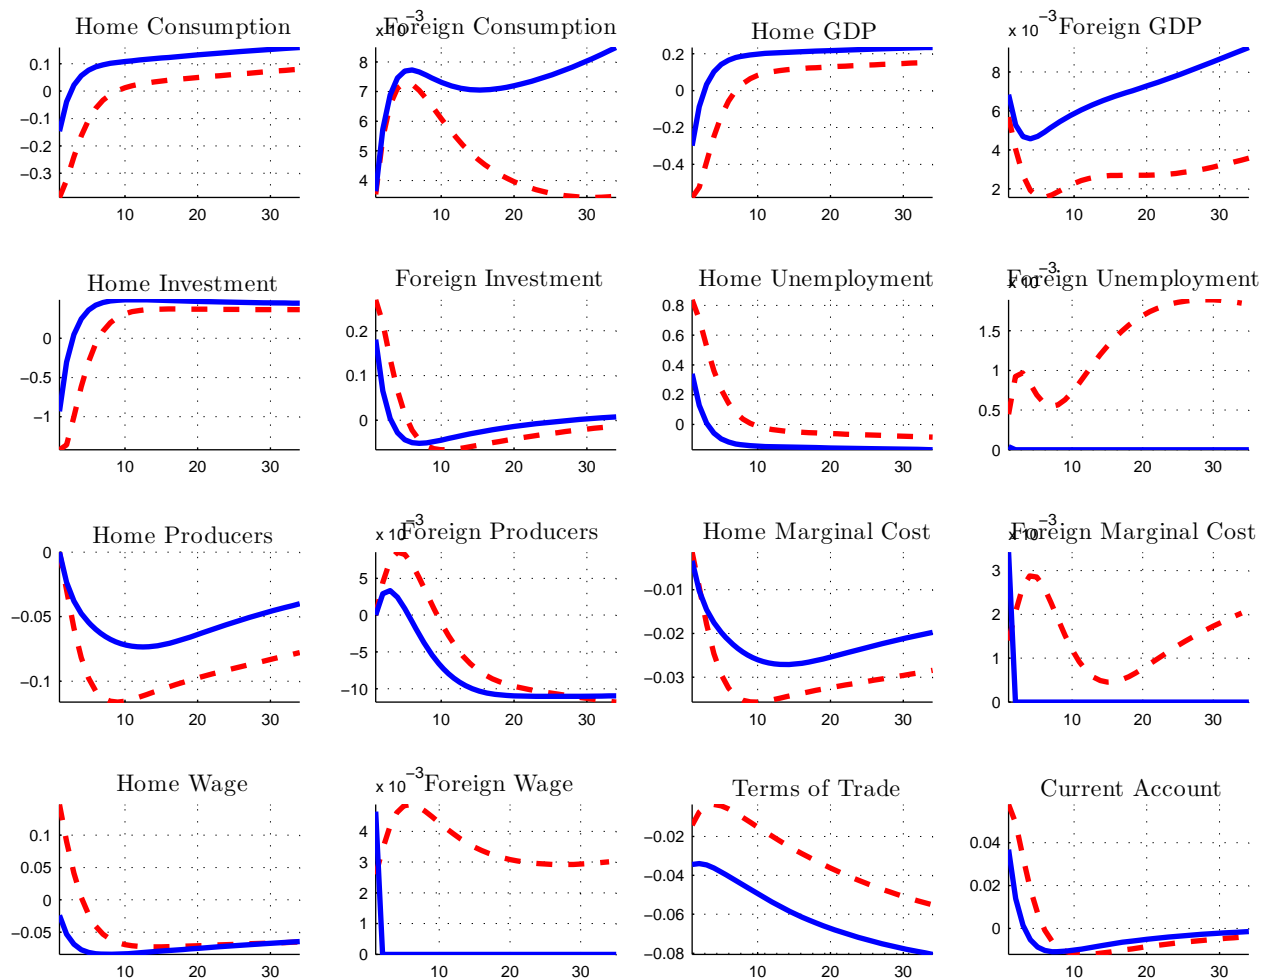 Home Consumption
x 10−3
Foreign Consumption
Home GDP
x 10−3
Foreign GDP
0.1
0
−0.1
−0.2
−0.3
10 20 30
8
7
6
5
4
10 20 30
0.2
0
−0.2
−0.4
10 20 30
8
6
4
2
10 20 30
Home Investment
Foreign Investment
Home Unemployment
x 10−3
Foreign Unemployment
0
−0.5
−1
10 20 30
0.2
0.1
0
10 20 30
0.8
0.6
0.4
0.2
0
10 20 30
1.5
1
0.5
0
10 20 30
Home Producers
x 10−3
Foreign Producers
Home Marginal Cost
x 10−3
Foreign Marginal Cost
0
−0.05
−0.1
10 20 30
5
0
−5
−10
10 20 30
−0.01
−0.02
−0.03
10 20 30
3
2
1
0
10 20 30
Home Wage
x 10−3
Foreign Wage
Terms of Trade
Current Account
0.1
0.05
0
−0.05
10 20 30
4
3
2
1
0
10 20 30
−0.02
−0.04
−0.06
−0.08
10 20 30
0.04
0.02
0
10 20 30